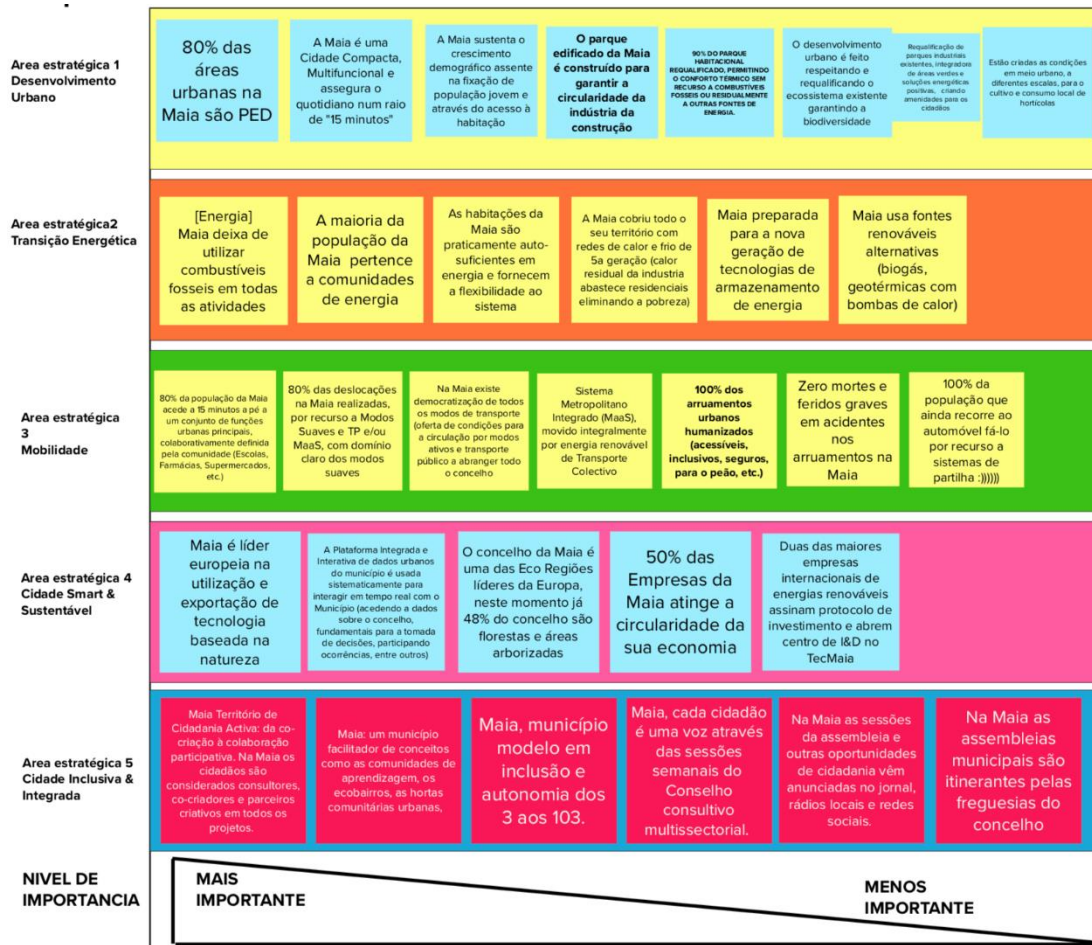 Area estratégica 1
Desenvolvimento
Urbano
80% das
áreas
urbanas na
Maia são PED
A Maia é uma
Cidade Compacta,
Multifuncional e
assegura o
quotidiano num raio
de "15 minutos"
A Maia sustenta o
crescimento
demográfico assente
na fixação de
população jovem e
através do acesso à
habitação
O parque
edificado da Maia
é construído para
garantir a
circularidade da
indústria da
construção
90% DO PARQUE
HABITACIONAL
REQUALIFICADO, PERMITINDO
O CONFORTO TÉRMICO SEM
RECURSO A COMBUSTÍVEIS
FOSSEIS OU RESIDUALMENTE
A OUTRAS FONTES DE
ENERGIA.
O desenvolvimento
urbano é feito
respeitando e
requalificando o
ecossistema existente
garantindo a
biodiversidade
Requalificação de
parques industriais
existentes, integradora
de áreas verdes e
soluções energéticas
positivas, criando
amenidades para os
cidadãos
Estão criadas as condições
em meio urbano, a
diferentes escalas, para o
cultivo e consumo local de
hortícolas
Area estratégica2
Transição Energética
[Energia]
Maia deixa de
utilizar
combustíveis
fosseis em todas
as atividades
A maioria da
população da
Maia pertence
a comunidades
de energia
As habitações da
Maia são
praticamente auto-
suficientes em
energia e fornecem
a flexibilidade ao
sistema
A Maia cobriu todo o
seu território com
redes de calor e frio de
5a geração (calor
residual da industria
abastece residenciais
eliminando a pobreza)
Maia preparada
para a nova
geração de
tecnologias de
armazenamento
de energia
Maia usa fontes
renováveis
alternativas
(biogás,
geotérmicas com
bombas de calor)
Area estratégica
3
Mobilidade
80% da população da Maia
acede a 15 minutos a pé a
um conjunto de funções
urbanas principais,
colaborativamente definida
pela comunidade (Escolas,
Farmácias, Supermercados,
etc.)
80% das deslocações
na Maia realizadas,
por recurso a Modos
Suaves e TP e/ou
MaaS, com domínio
claro dos modos
suaves
Na Maia existe
democratização de todos
os modos de transporte
(oferta de condições para
a circulação por modos
ativos e transporte
público a abranger todo o
concelho
Sistema
Metropolitano
Integrado (MaaS),
movido integralmente
por energia renovável
de Transporte
Colectivo
100% dos
arruamentos
urbanos
humanizados
(acessíveis,
inclusivos, seguros,
para o peão, etc.)
Zero mortes e
feridos graves
em acidentes
nos
arruamentos na
Maia
100% da
população que
ainda recorre ao
automóvel fá-lo
por recurso a
sistemas de
partilha :))))))
Area estratégica 4
Cidade Smart &
Sustentável
Maia é líder
europeia na
utilização e
exportação de
tecnologia
baseada na
natureza
A Plataforma Integrada e
Interativa de dados urbanos
do município é usada
sistematicamente para
interagir em tempo real com o
Município (acedendo a dados
sobre o concelho,
fundamentais para a tomada
de decisões, participando
ocorrências, entre outros)
O concelho da Maia é
uma das Eco Regiões
líderes da Europa,
neste momento já
48% do concelho são
florestas e áreas
arborizadas
50% das
Empresas da
Maia atinge a
circularidade da
sua economia
Duas das maiores
empresas
internacionais de
energias renováveis
assinam protocolo de
investimento e abrem
centro de I&D no
TecMaia
Area estratégica 5
Cidade Inclusiva &
Integrada
Maia Território de
Cidadania Activa: da co-
criação à colaboração
participativa. Na Maia os
cidadãos são
considerados consultores,
co-criadores e parceiros
criativos em todos os
projetos.
Maia: um município
facilitador de conceitos
como as comunidades de
aprendizagem, os
ecobairros, as hortas
comunitárias urbanas,
Maia, município
modelo em
inclusão e
autonomia dos
3 aos 103.
Maia, cada cidadão
é uma voz através
das sessões
semanais do
Conselho
consultivo
multissectorial.
Na Maia as sessões
da assembleia e
outras oportunidades
de cidadania vêm
anunciadas no jornal,
rádios locais e redes
sociais.
Na Maia as
assembleias
municipais são
itinerantes pelas
freguesias do
concelho
NIVEL DE
IMPORTANCIA
MAIS
IMPORTANTE
MENOS
IMPORTANTE